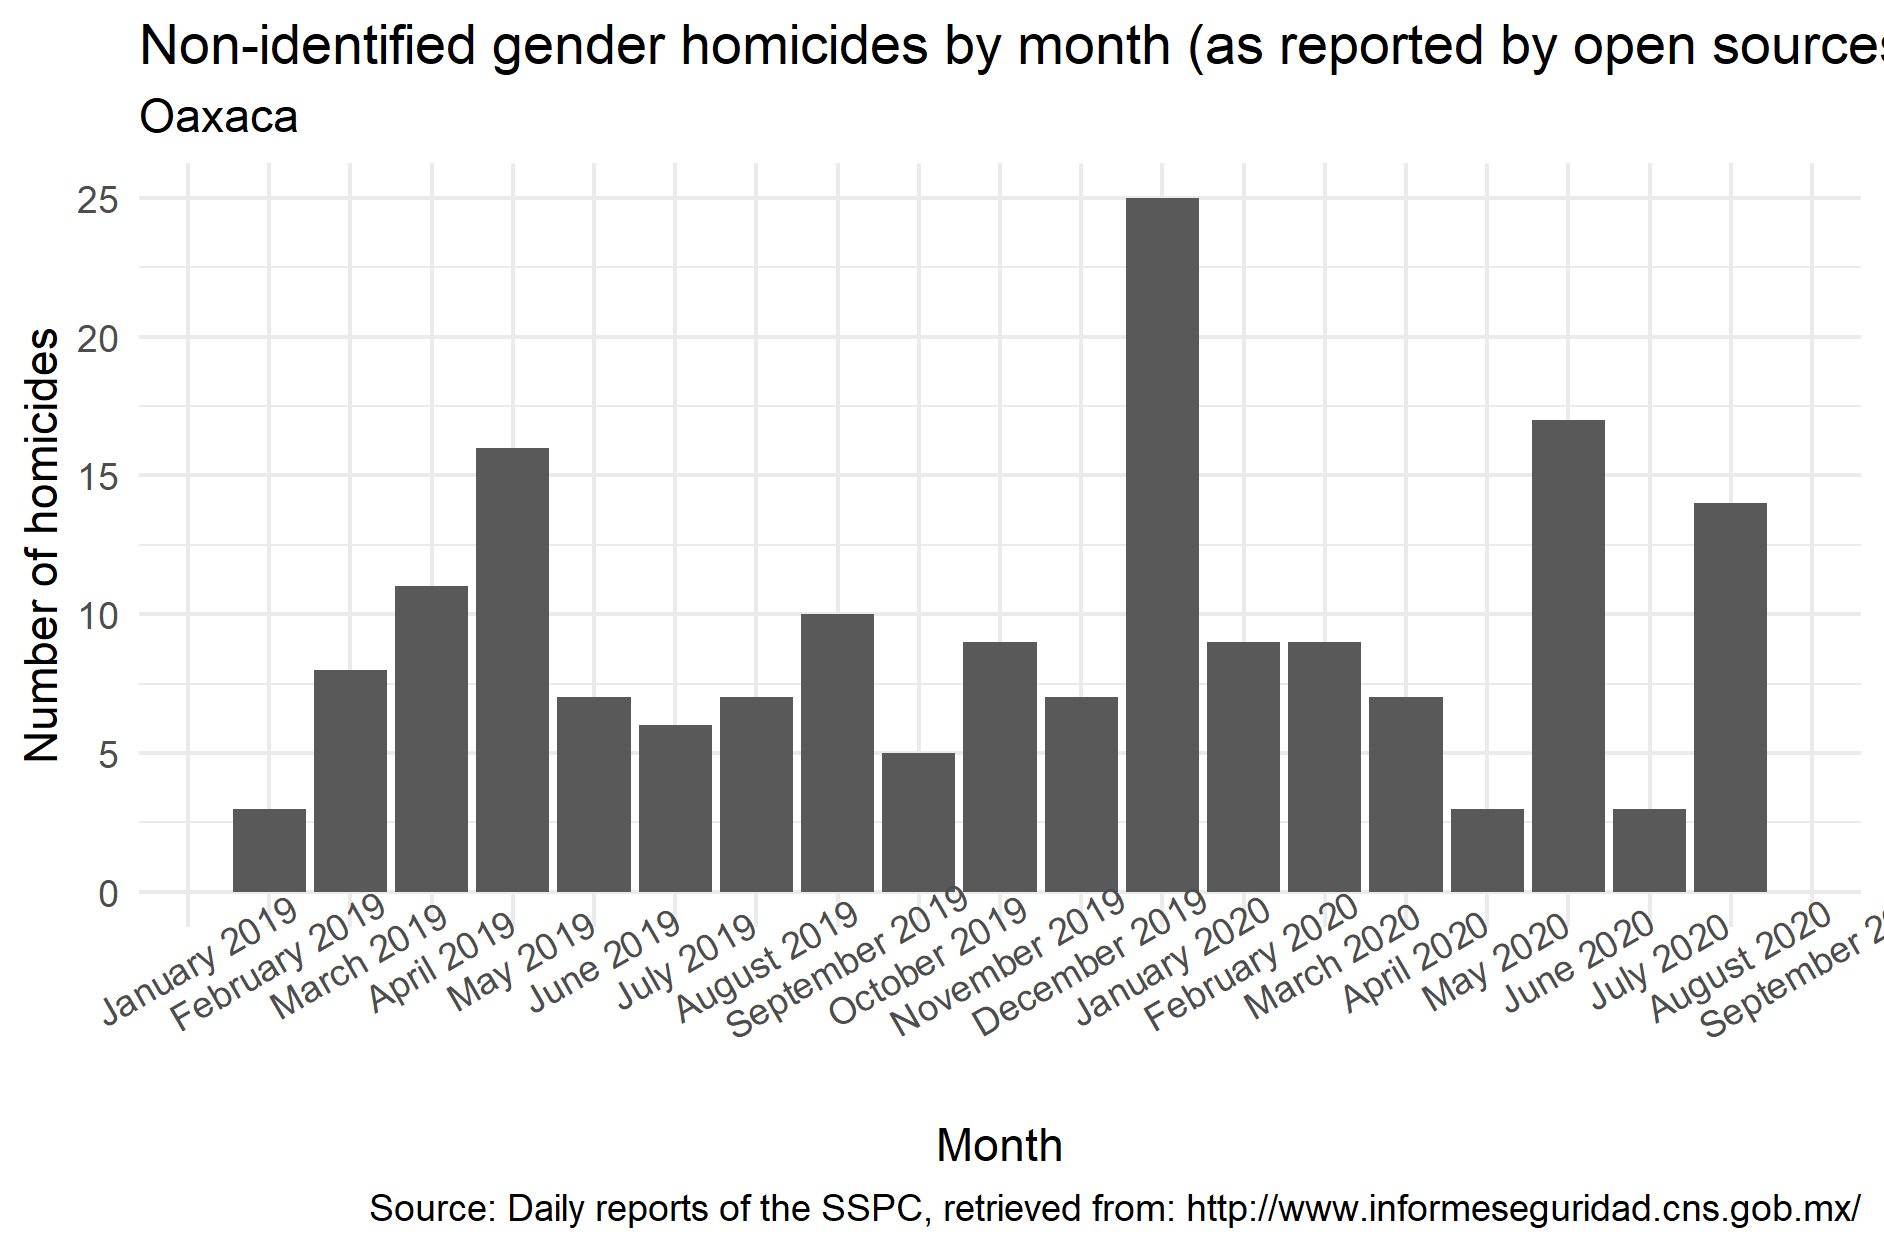 Non-identified gender homicides by month (as reported by open sources
Oaxaca
Number of homicides
25
20
15
10
5
0
January 2019
February 2019
March 2019
April 2019
May 2019
June 2019
July 2019
August 2019
September 2019
October 2019
November 2019
December 2019
January 2020
February 2020
March 2020
April 2020
May 2020
June 2020
July 2020
August 2020
September
Month
Source: Daily reports of the SSPC, retrieved from: http://www.informeseguridad.cns.gob.mx/